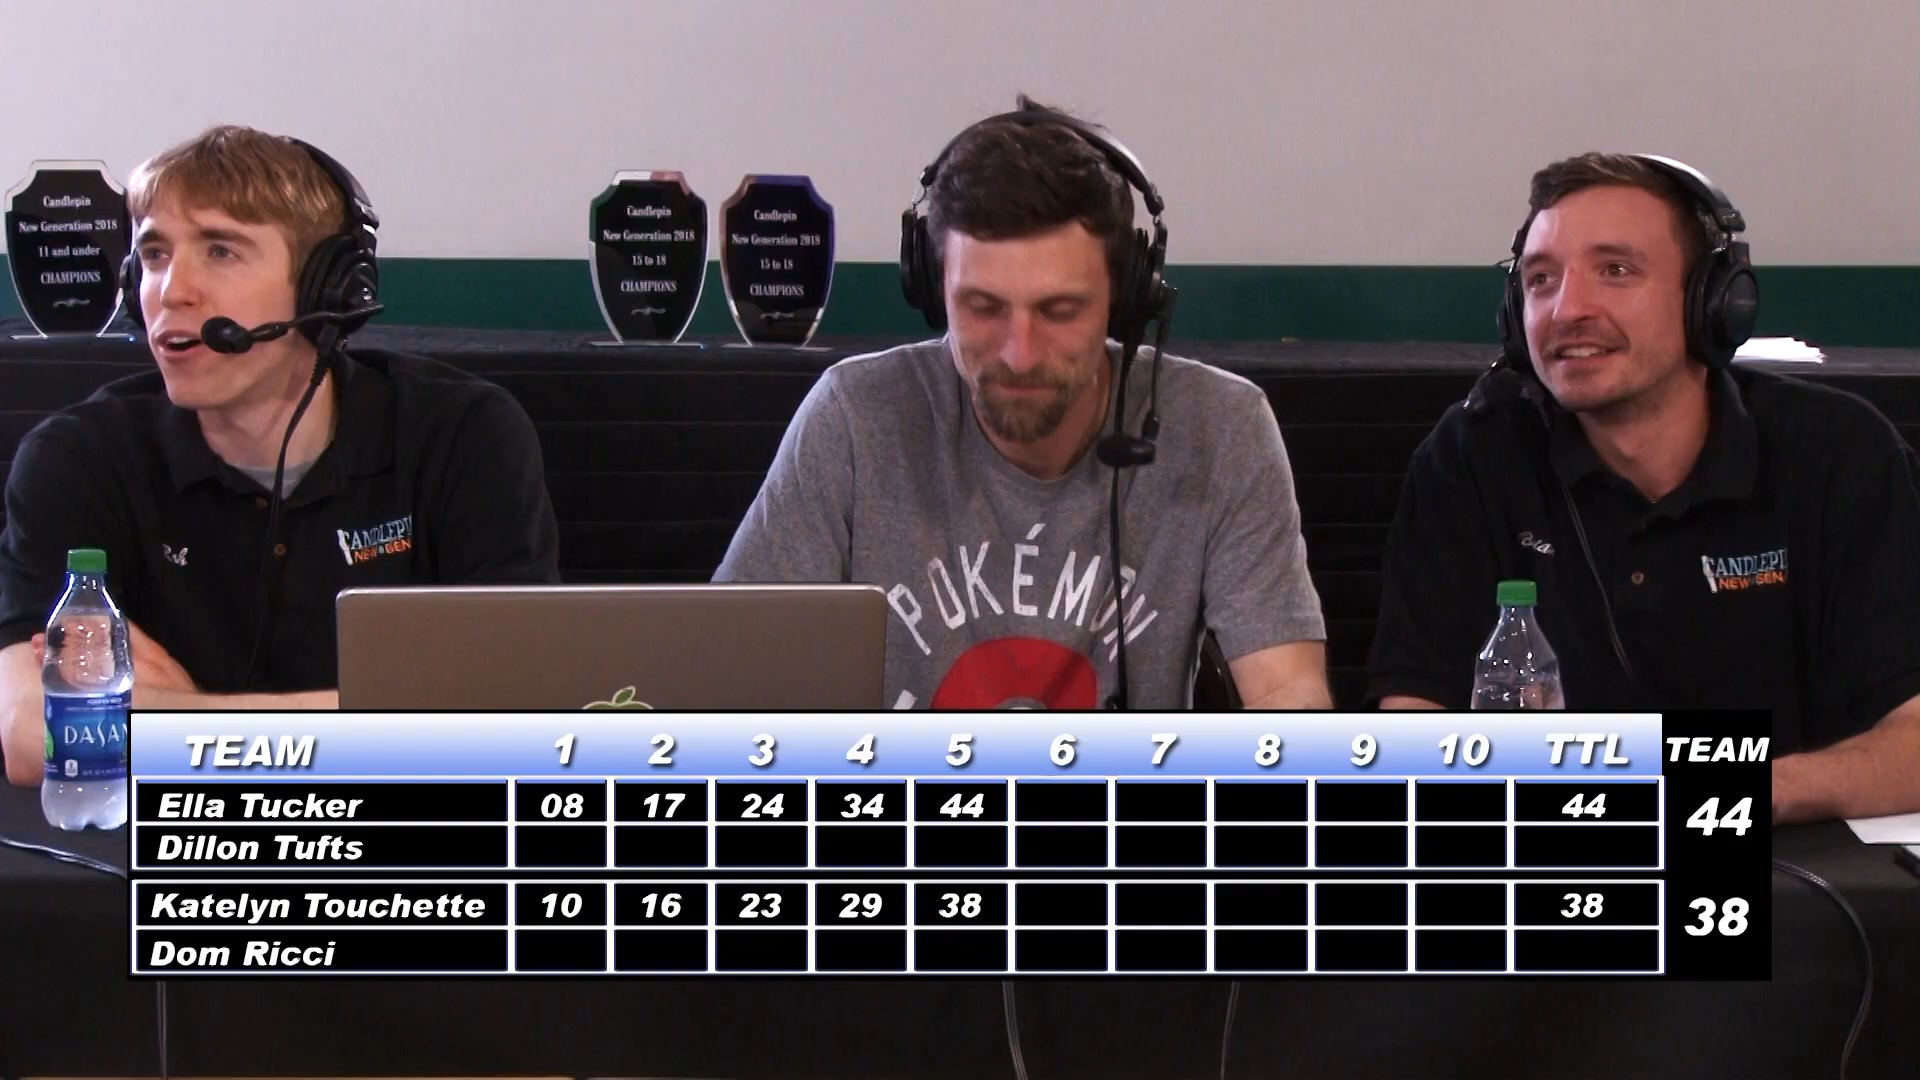 Candlepin
New Generation 2018
11 and under
CHAMPIONS
Candlepin
New Generation 2018
15 to 18
CHAMPIONS
Candlepin
New Generation 2018
15 to 18
CHAMPIONS
CANDLEPI
NEW GEN
POKÉMON
CANDLEPI
NEW GEN
DASAN
TEAM 1 2 3 4 5 6 7 8 9 10 TTL TEAM
Ella Tucker 08 17 24 34 44 44 44
Dillon Tufts
Katelyn Touchette 10 16 23 29 38 38 38
Dom Ricci